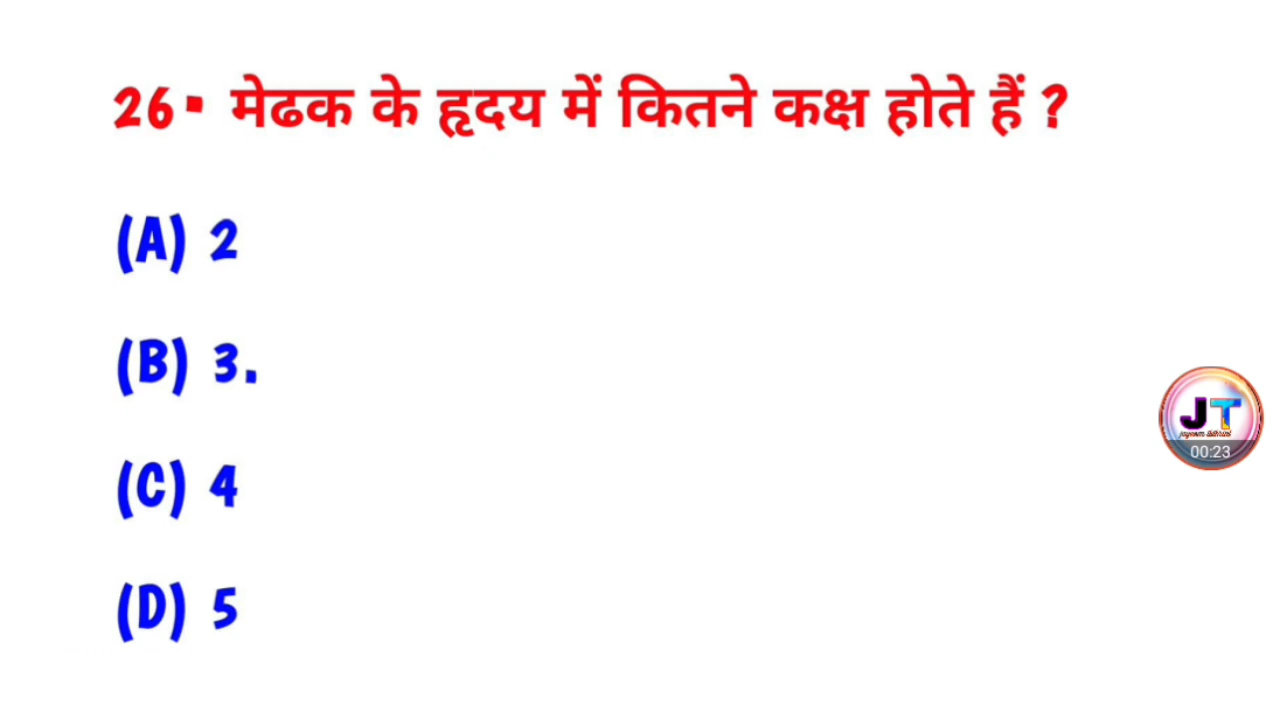 26. मेढक के हृदय में कितने कक्ष होते हैं ?
(A) 2
(B) 3.
(C) 4
(D) 5
JT
00:23